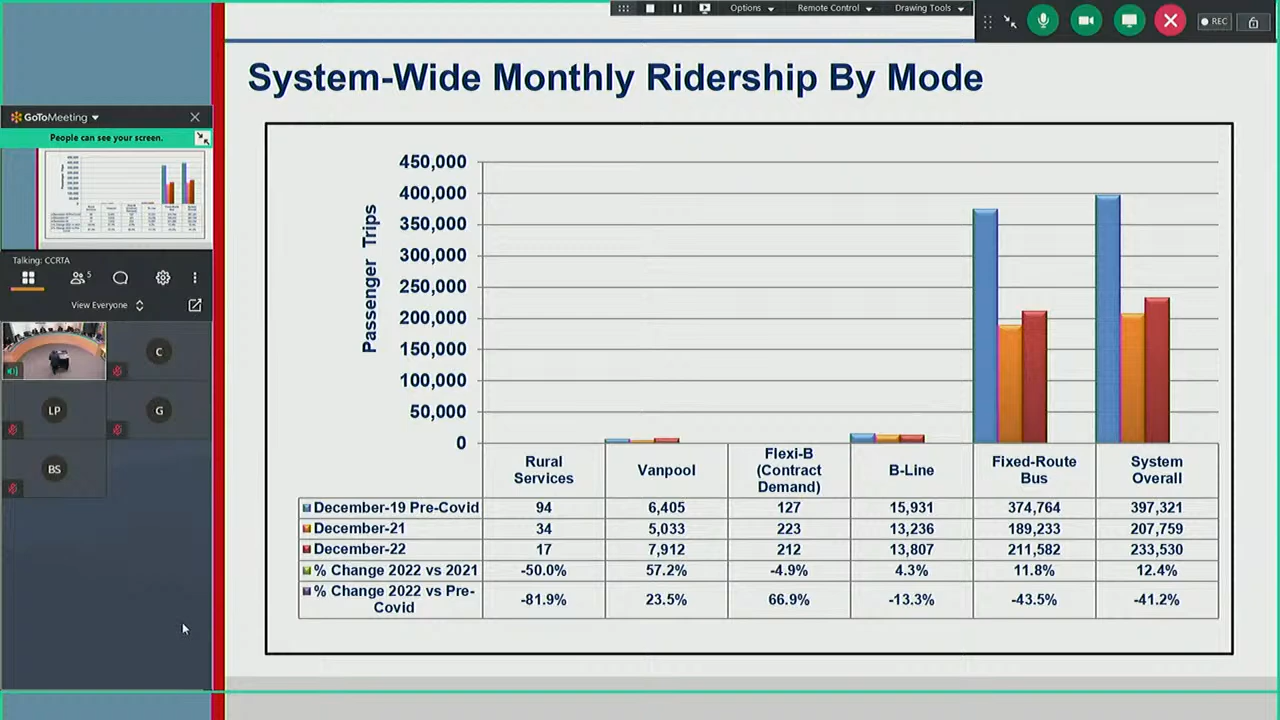 Options
Remote Control
Drawing Tools
REC
System-Wide Monthly Ridership By Mode
GoToMeeting
People can see your screen.
Talking: CCRTA
5
View Everyone
C
LP
G
BS
Passenger Trips
450,000
400,000
350,000
300,000
250,000
200,000
150,000
100,000
50,000
0
Rural Services
Vanpool
Flexi-B (Contract Demand)
B-Line
Fixed-Route Bus
System Overall
December-19 Pre-Covid 94 6,405 127 15,931 374,764 397,321
December-21 34 5,033 223 13,236 189,233 207,759
December-22 17 7,912 212 13,807 211,582 233,530
% Change 2022 vs 2021 -50.0% 57.2% -4.9% 4.3% 11.8% 12.4%
% Change 2022 vs Pre-Covid -81.9% 23.5% 66.9% -13.3% -43.5% -41.2%